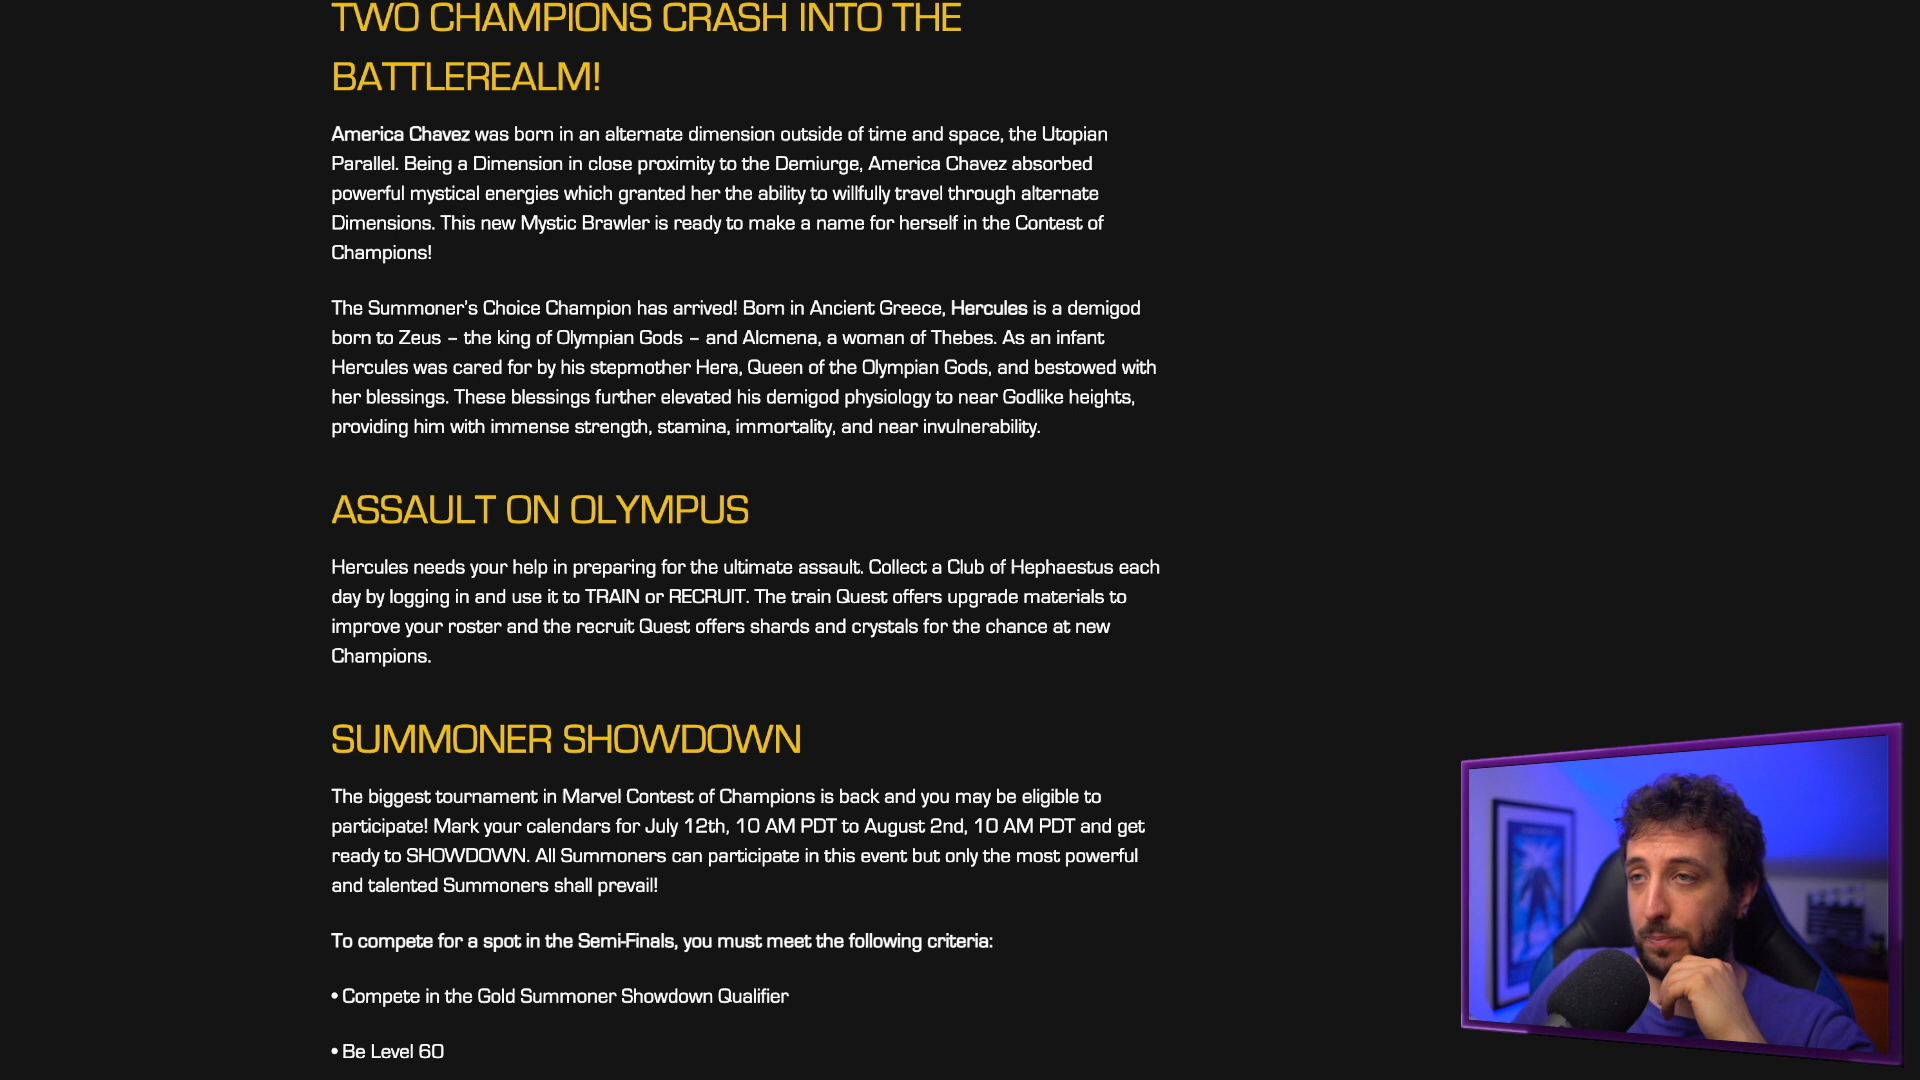 TWO CHAMPIONS CRASH INTO THE
BATTLEREALM!
America Chavez was born in an alternate dimension outside of time and space, the Utopian
Parallel. Being a Dimension in close proximity to the Demiurge, America Chavez absorbed
powerful mystical energies which granted her the ability to willfully travel through alternate
Dimensions. This new Mystic Brawler is ready to make a name for herself in the Contest of
Champions!
The Summoner's Choice Champion has arrived! Born in Ancient Greece, Hercules is a demigod
born to Zeus – the king of Olympian Gods – and Alcmena, a woman of Thebes. As an infant
Hercules was cared for by his stepmother Hera, Queen of the Olympian Gods, and bestowed with
her blessings. These blessings further elevated his demigod physiology to near Godlike heights,
providing him with immense strength, stamina, immortality, and near invulnerability.
ASSAULT ON OLYMPUS
Hercules needs your help in preparing for the ultimate assault. Collect a Club of Hephaestus each
day by logging in and use it to TRAIN or RECRUIT. The train Quest offers upgrade materials to
improve your roster and the recruit Quest offers shards and crystals for the chance at new
Champions.
SUMMONER SHOWDOWN
The biggest tournament in Marvel Contest of Champions is back and you may be eligible to
participate! Mark your calendars for July 12th, 10 AM PDT to August 2nd, 10 AM PDT and get
ready to SHOWDOWN. All Summoners can participate in this event but only the most powerful
and talented Summoners shall prevail!
To compete for a spot in the Semi-Finals, you must meet the following criteria:
• Compete in the Gold Summoner Showdown Qualifier
• Be Level 60